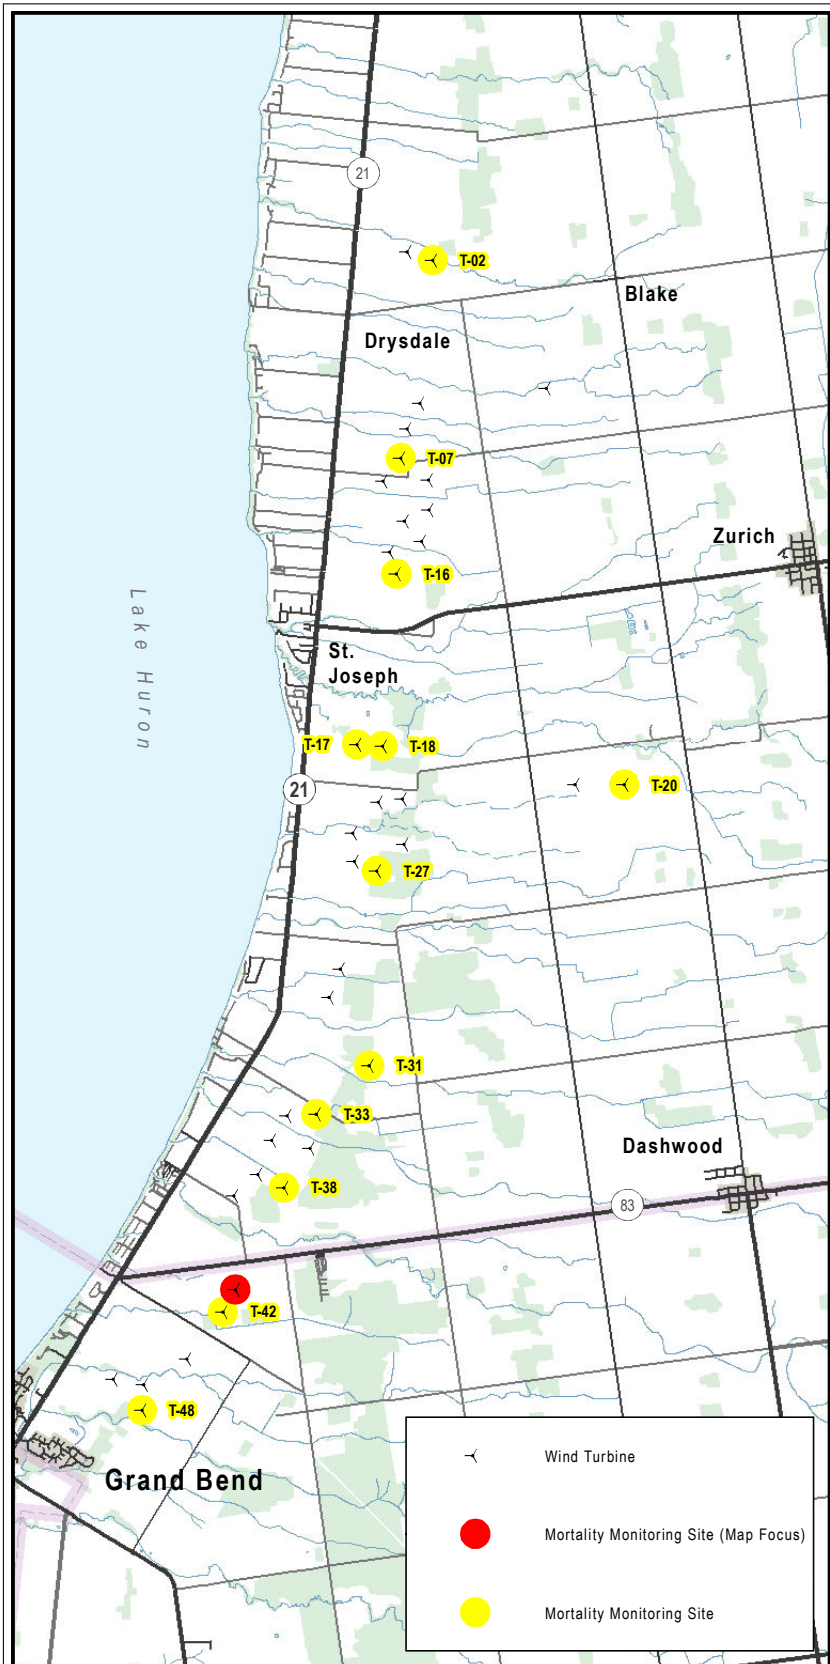 21
T-02
Blake
Drysdale
T-07
Zurich
T-16
Lake Huron
St.
Joseph
T-17
T-18
T-20
21
T-27
T-31
T-33
Dashwood
T-38
83
T-42
T-48
Grand Bend
Wind Turbine
Mortality Monitoring Site (Map Focus)
Mortality Monitoring Site